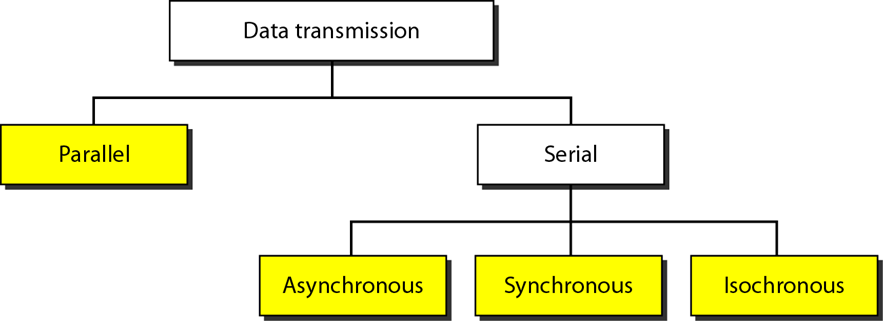 Data transmission
Parallel
Serial
Asynchronous
Synchronous
Isochronous